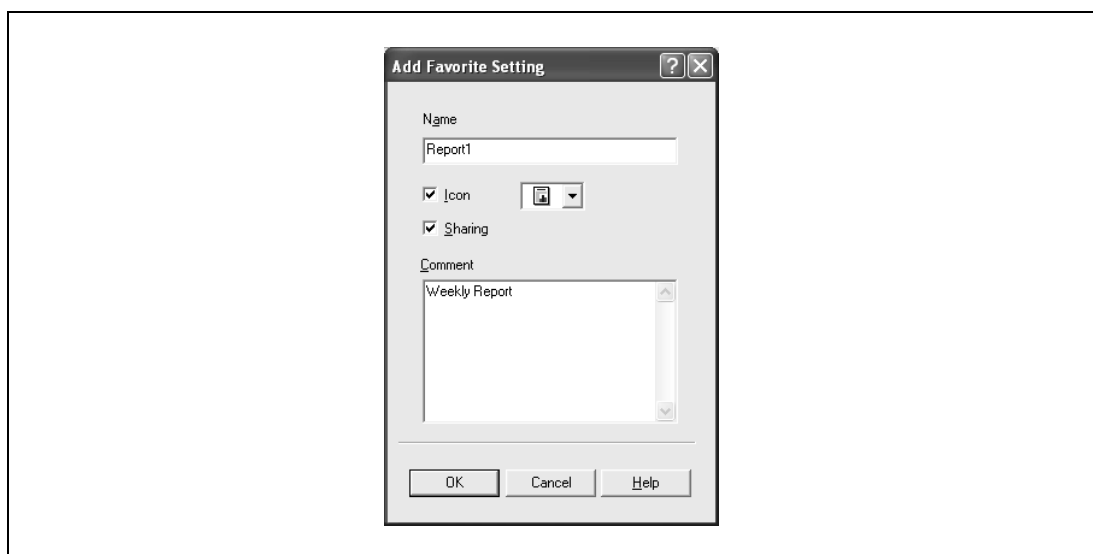 Add Favorite Setting
Name
Report1
Icon
Sharing
Comment
Weekly Report
OK Cancel Help